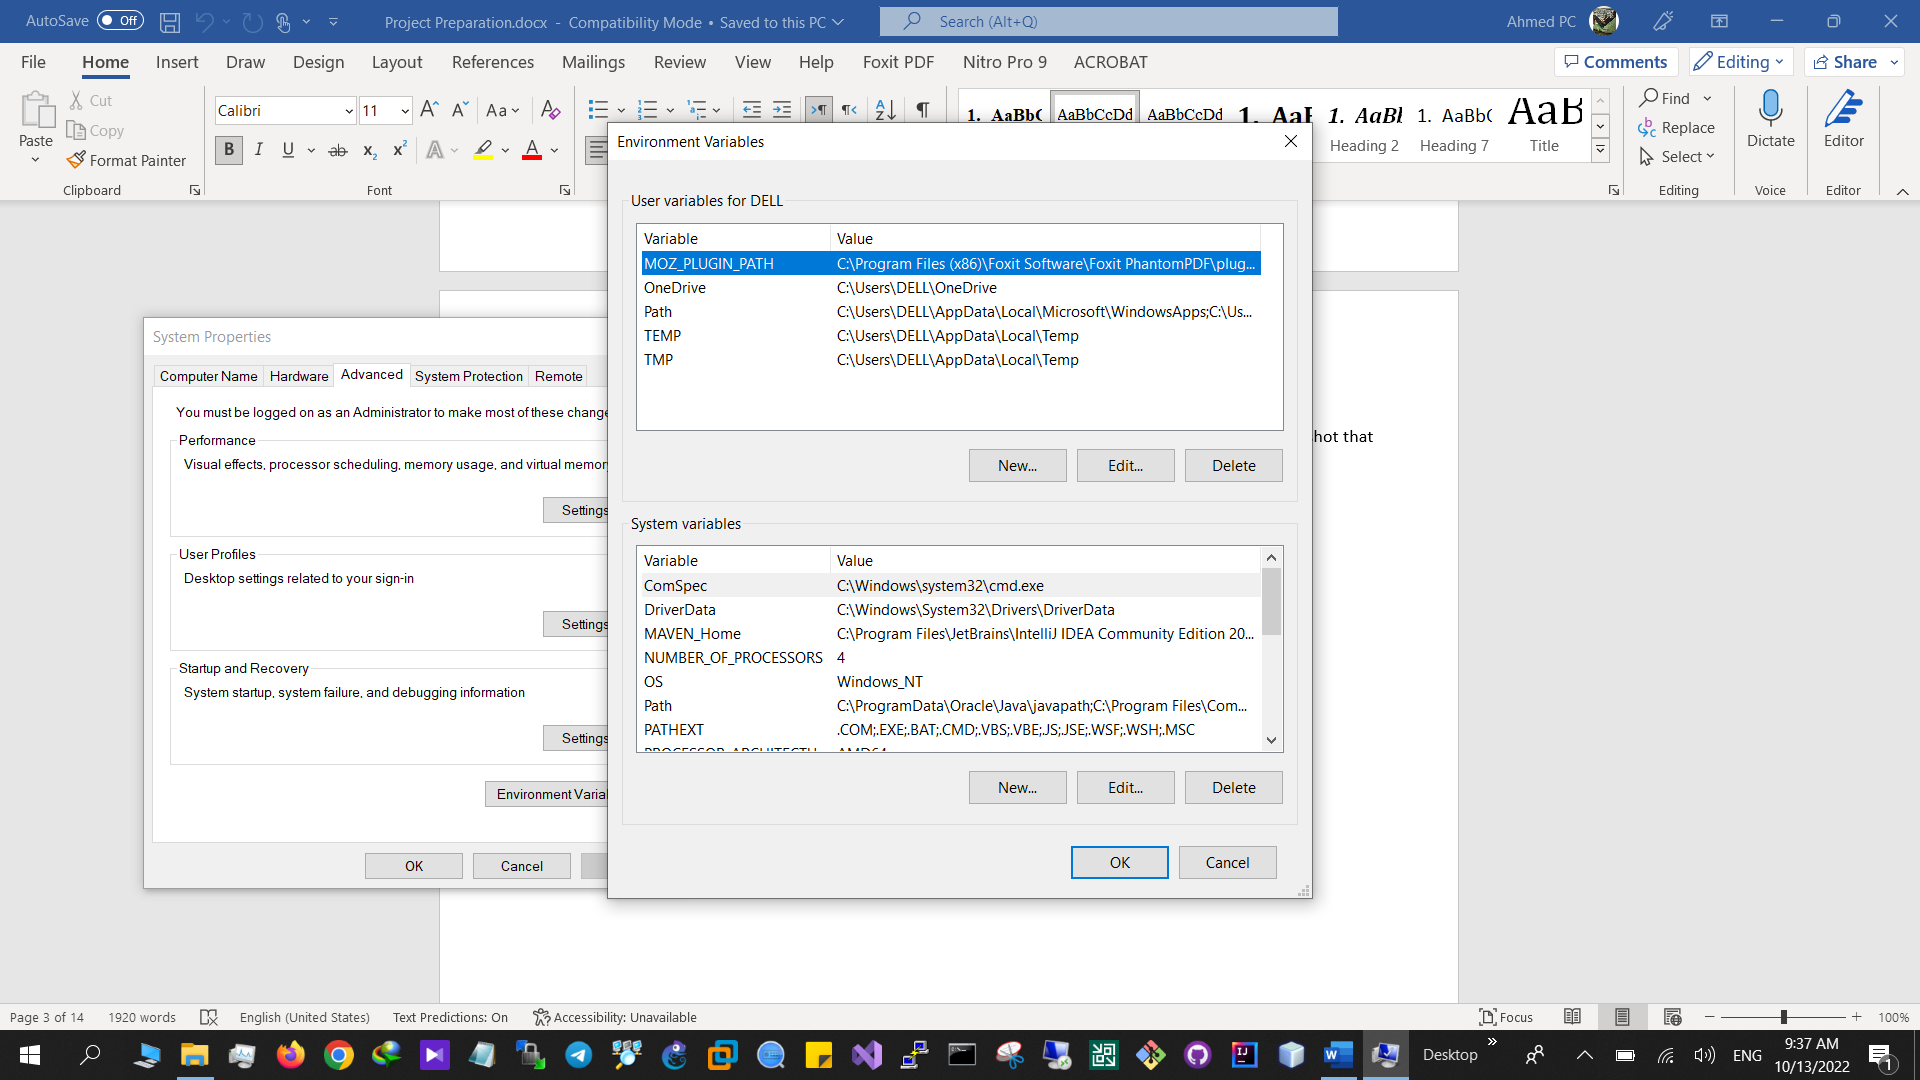 AutoSave Off Project Preparation.docx - Compatibility Mode • Saved to this PC Search (Alt+Q) Ahmed PC
File Home Insert Draw Design Layout References Mailings Review View Help Foxit PDF Nitro Pro 9 ACROBAT Comments Editing Share
Paste
Cut
Copy
Format Painter
Clipboard
Calibri 11 Aa
B I U ab x₂ x² A A
Font
1. AaBbC AaBbCcDd AaBbCcDd 1. AaB 1. AaBb 1. AaBbC AaB
Heading 2 Heading 7 Title
Find
Replace
Select
Editing
Dictate
Voice
Editor
Editor
Environment Variables
User variables for DELL
Variable Value
MOZ_PLUGIN_PATH C:\Program Files (x86)\Foxit Software\Foxit PhantomPDF\plug...
OneDrive C:\Users\DELL\OneDrive
Path C:\Users\DELL\AppData\Local\Microsoft\WindowsApps;C:\Us...
TEMP C:\Users\DELL\AppData\Local\Temp
TMP C:\Users\DELL\AppData\Local\Temp
New... Edit... Delete
System variables
Variable Value
ComSpec C:\Windows\system32\cmd.exe
DriverData C:\Windows\System32\Drivers\DriverData
MAVEN_Home C:\Program Files\JetBrains\IntelliJ IDEA Community Edition 20...
NUMBER_OF_PROCESSORS 4
OS Windows_NT
Path C:\ProgramData\Oracle\Java\javapath;C:\Program Files\Com...
PATHEXT .COM;.EXE;.BAT;.CMD;.VBS;.VBE;.JS;.JSE;.WSF;.WSH;.MSC
New... Edit... Delete
OK Cancel
System Properties
Computer Name Hardware Advanced System Protection Remote
You must be logged on as an Administrator to make most of these change
Performance
Visual effects, processor scheduling, memory usage, and virtual memor
Settings
User Profiles
Desktop settings related to your sign-in
Settings
Startup and Recovery
System startup, system failure, and debugging information
Settings
Environment Varial
OK Cancel
hot that
Page 3 of 14 1920 words English (United States) Text Predictions: On Accessibility: Unavailable Focus 100%
Desktop ENG 9:37 AM
10/13/2022 1